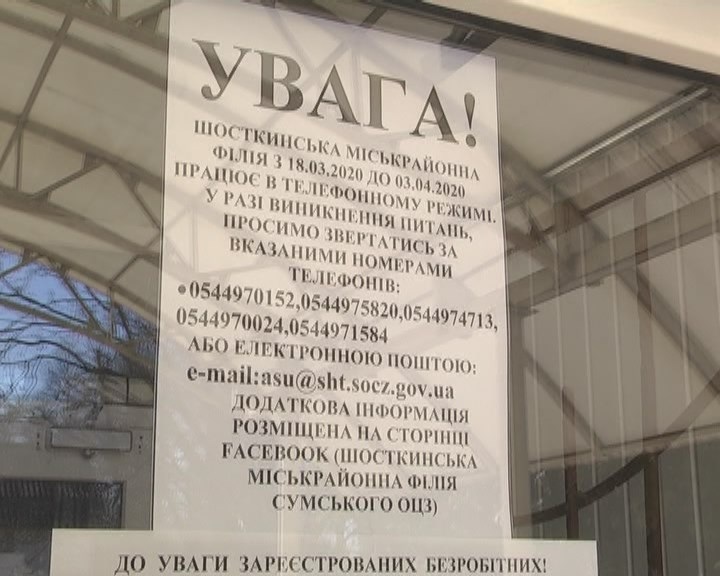 УВАГА!
ШОСТКИНСЬКА МІСЬКРАЙОННА
ФІЛІЯ З 18.03.2020 ДО 03.04.2020
ПРАЦЮЄ В ТЕЛЕФОННОМУ РЕЖИМІ.
У РАЗІ ВИНИКНЕННЯ ПИТАНЬ,
ПРОСИМО ЗВЕРТАТИСЬ ЗА
ВКАЗАНИМИ НОМЕРАМИ
ТЕЛЕФОНІВ:
•0544970152,0544975820,0544974713,
0544970024,0544971584
АБО ЕЛЕКТРОННОЮ ПОШТОЮ:
e-mail:asu@sht.socz.gov.ua
ДОДАТКОВА ІНФОРМАЦІЯ
РОЗМІЩЕНА НА СТОРІНЦІ
FACEBOOK (ШОСТКИНСЬКА
МІСЬКРАЙОННА ФІЛІЯ
СУМСЬКОГО ОЦЗ)
ДО УВАГИ ЗАРЕЄСТРОВАНИХ БЕЗРОБІТНИХ!